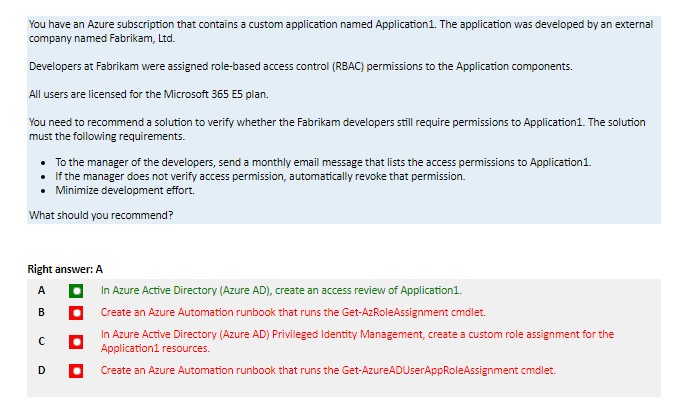 You have an Azure subscription that contains a custom application named Application1. The application was developed by an external
company named Fabrikam, Ltd.
Developers at Fabrikam were assigned role-based access control (RBAC) permissions to the Application components.
All users are licensed for the Microsoft 365 E5 plan.
You need to recommend a solution to verify whether the Fabrikam developers still require permissions to Application1. The solution
must the following requirements.
• To the manager of the developers, send a monthly email message that lists the access permissions to Application1.
• If the manager does not verify access permission, automatically revoke that permission.
• Minimize development effort.
What should you recommend?
Right answer: A
A In Azure Active Directory (Azure AD), create an access review of Application1.
B Create an Azure Automation runbook that runs the Get-AzRoleAssignment cmdlet.
C In Azure Active Directory (Azure AD) Privileged Identity Management, create a custom role assignment for the
Application1 resources.
D Create an Azure Automation runbook that runs the Get-AzureADUserAppRoleAssignment cmdlet.